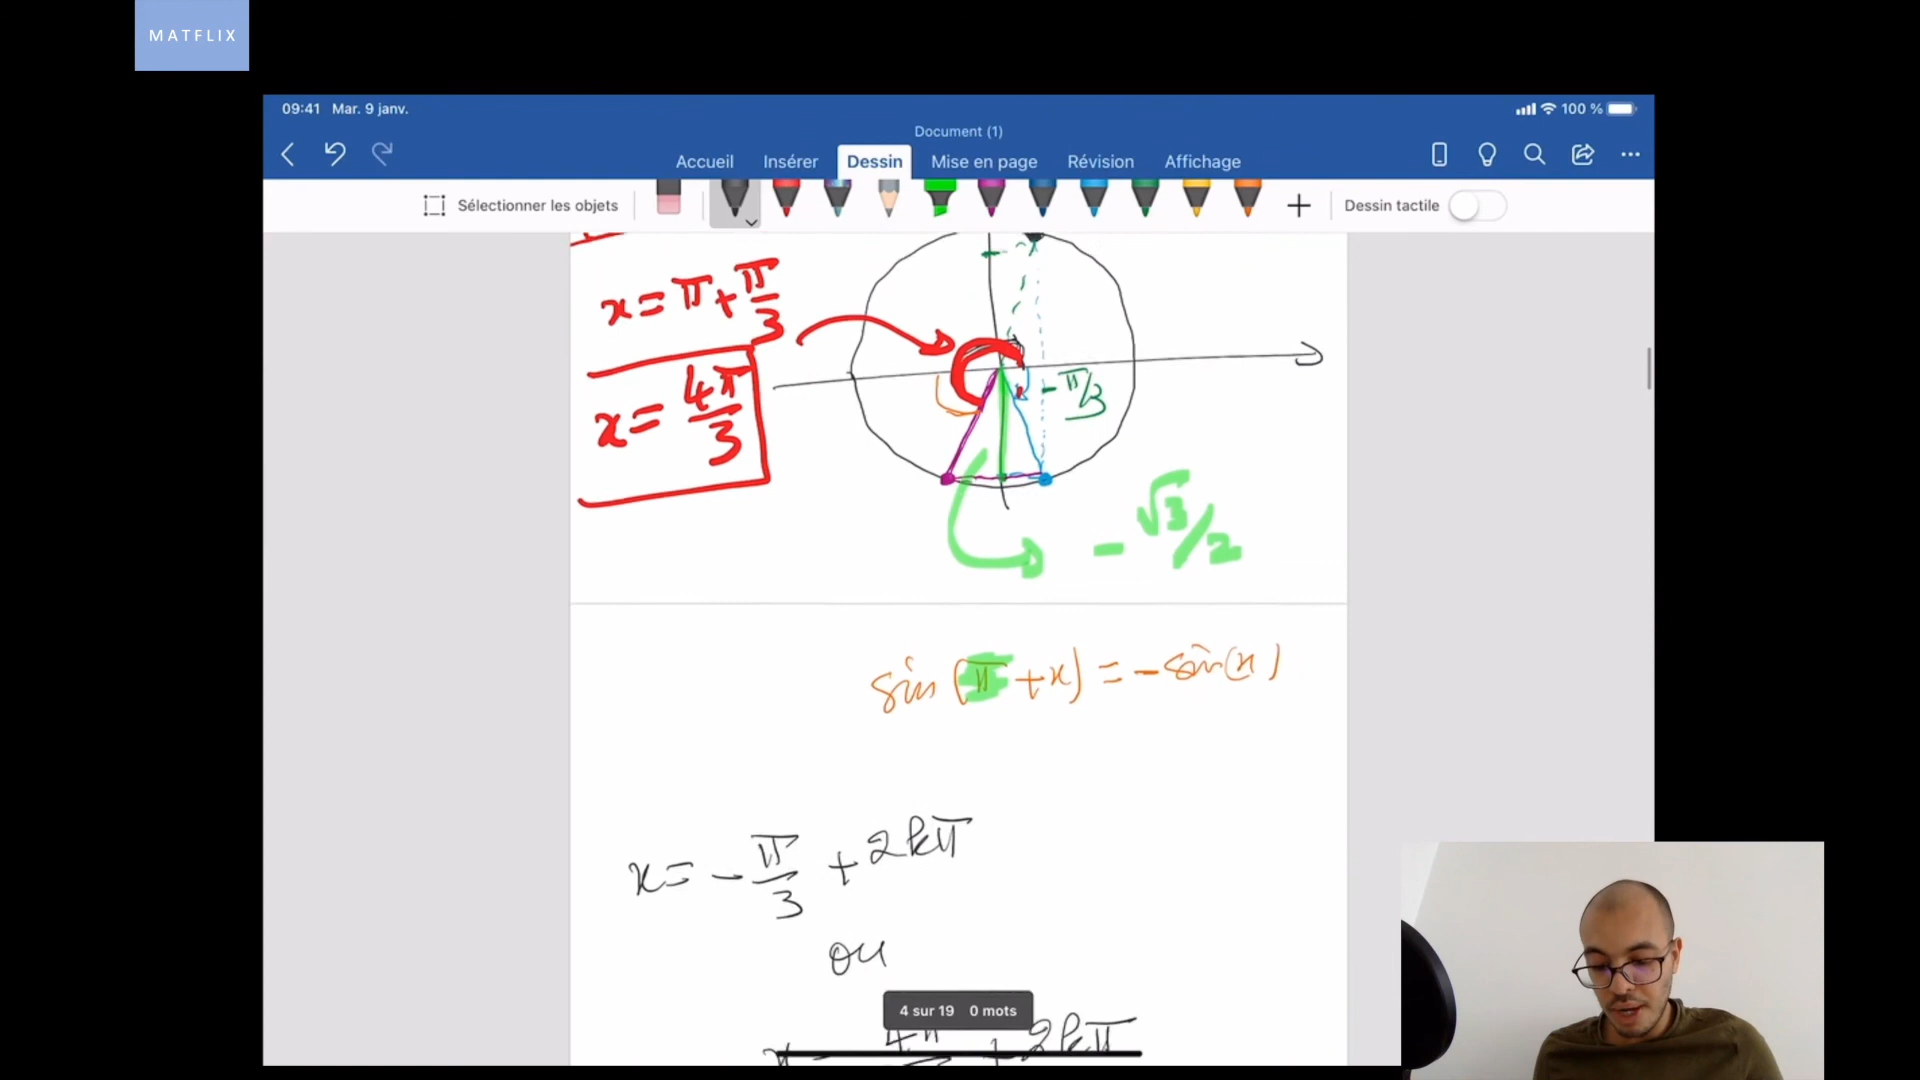 MATFLIX
09:41 Mar. 9 janv.
100 %
Document (1)
Accueil Insérer Dessin Mise en page Révision Affichage
Sélectionner les objets
Dessin tactile
x = π + π/3
x = 4π/3
- π/3
- √3/2
sin (π + x) = - sin(x)
x = - π/3 + 2kπ
ou
4 sur 19 0 mots
x = 4π + 2kπ